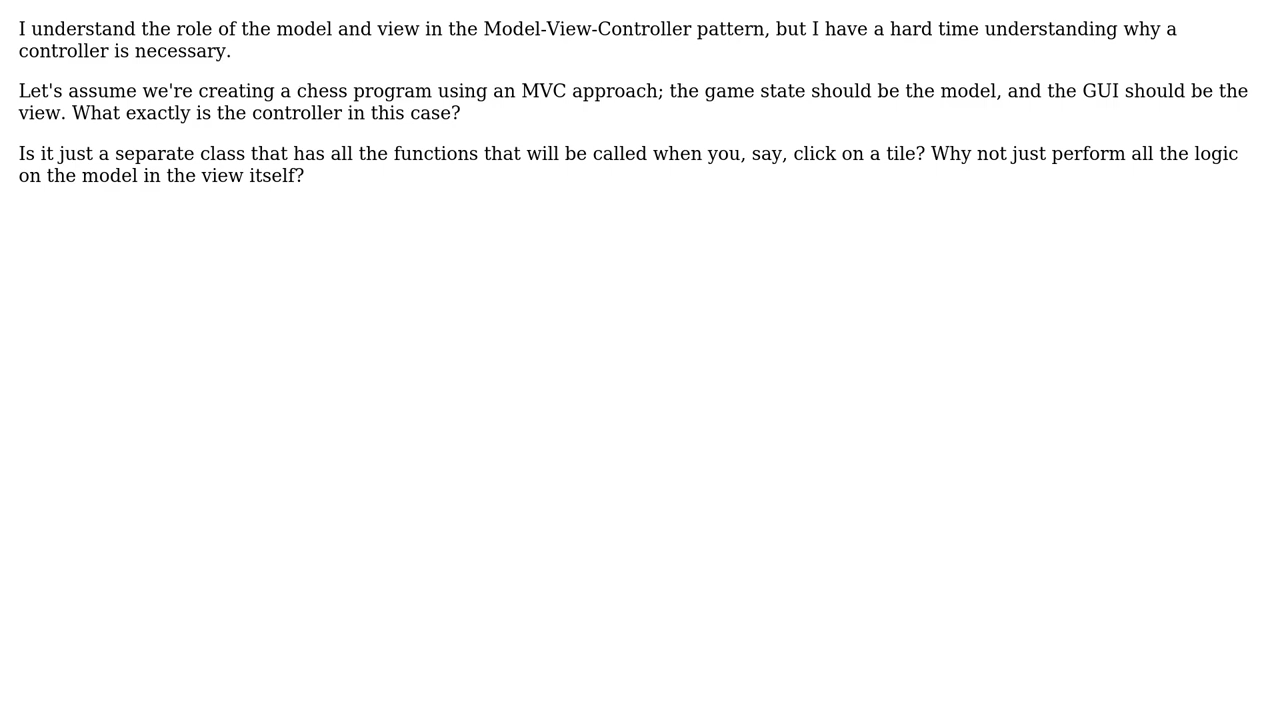 I understand the role of the model and view in the Model-View-Controller pattern, but I have a hard time understanding why a
controller is necessary.
Let's assume we're creating a chess program using an MVC approach; the game state should be the model, and the GUI should be the
view. What exactly is the controller in this case?
Is it just a separate class that has all the functions that will be called when you, say, click on a tile? Why not just perform all the logic
on the model in the view itself?